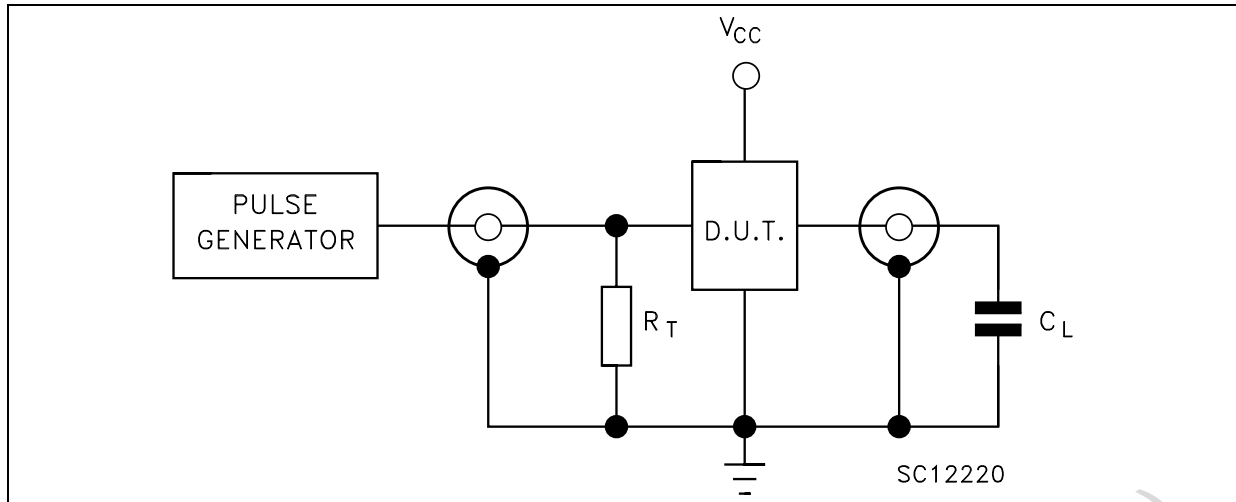 VCC
PULSE
GENERATOR
D.U.T.
RT
CL
SC12220